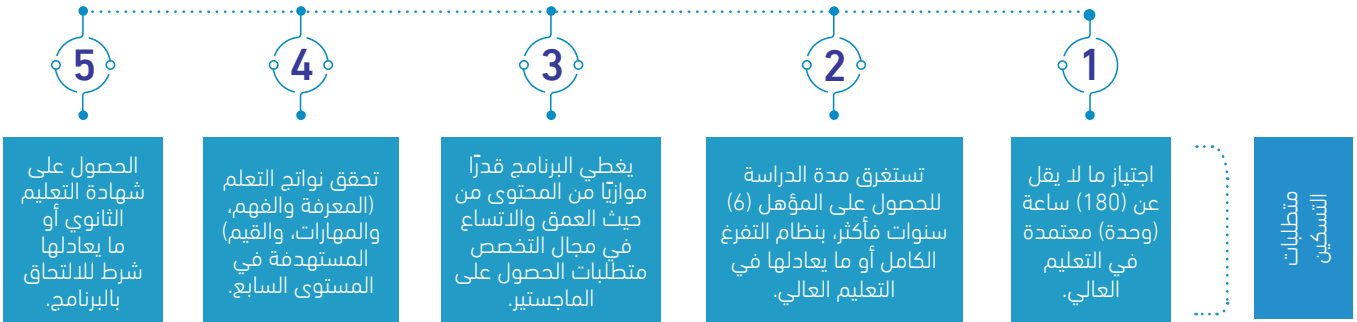 متطلبات
التسكين
1
اجتياز ما لا يقل
عن (180) ساعة
(وحدة) معتمدة
في التعليم
العالي.
2
تستغرق مدة الدراسة
للحصول على المؤهل (6)
سنوات فأكثر، بنظام التفرغ
الكامل أو ما يعادلها في
التعليم العالي.
3
يغطي البرنامج قدرًا
موازيًا من المحتوى من
حيث العمق والاتساع
في مجال التخصص
متطلبات الحصول على
الماجستير.
4
تحقق نواتج التعلم
(المعرفة والفهم،
والمهارات، والقيم)
المستهدفة في
المستوى السابع.
5
الحصول على
شهادة التعليم
الثانوي أو
ما يعادلها
شرط للالتحاق
بالبرنامج.